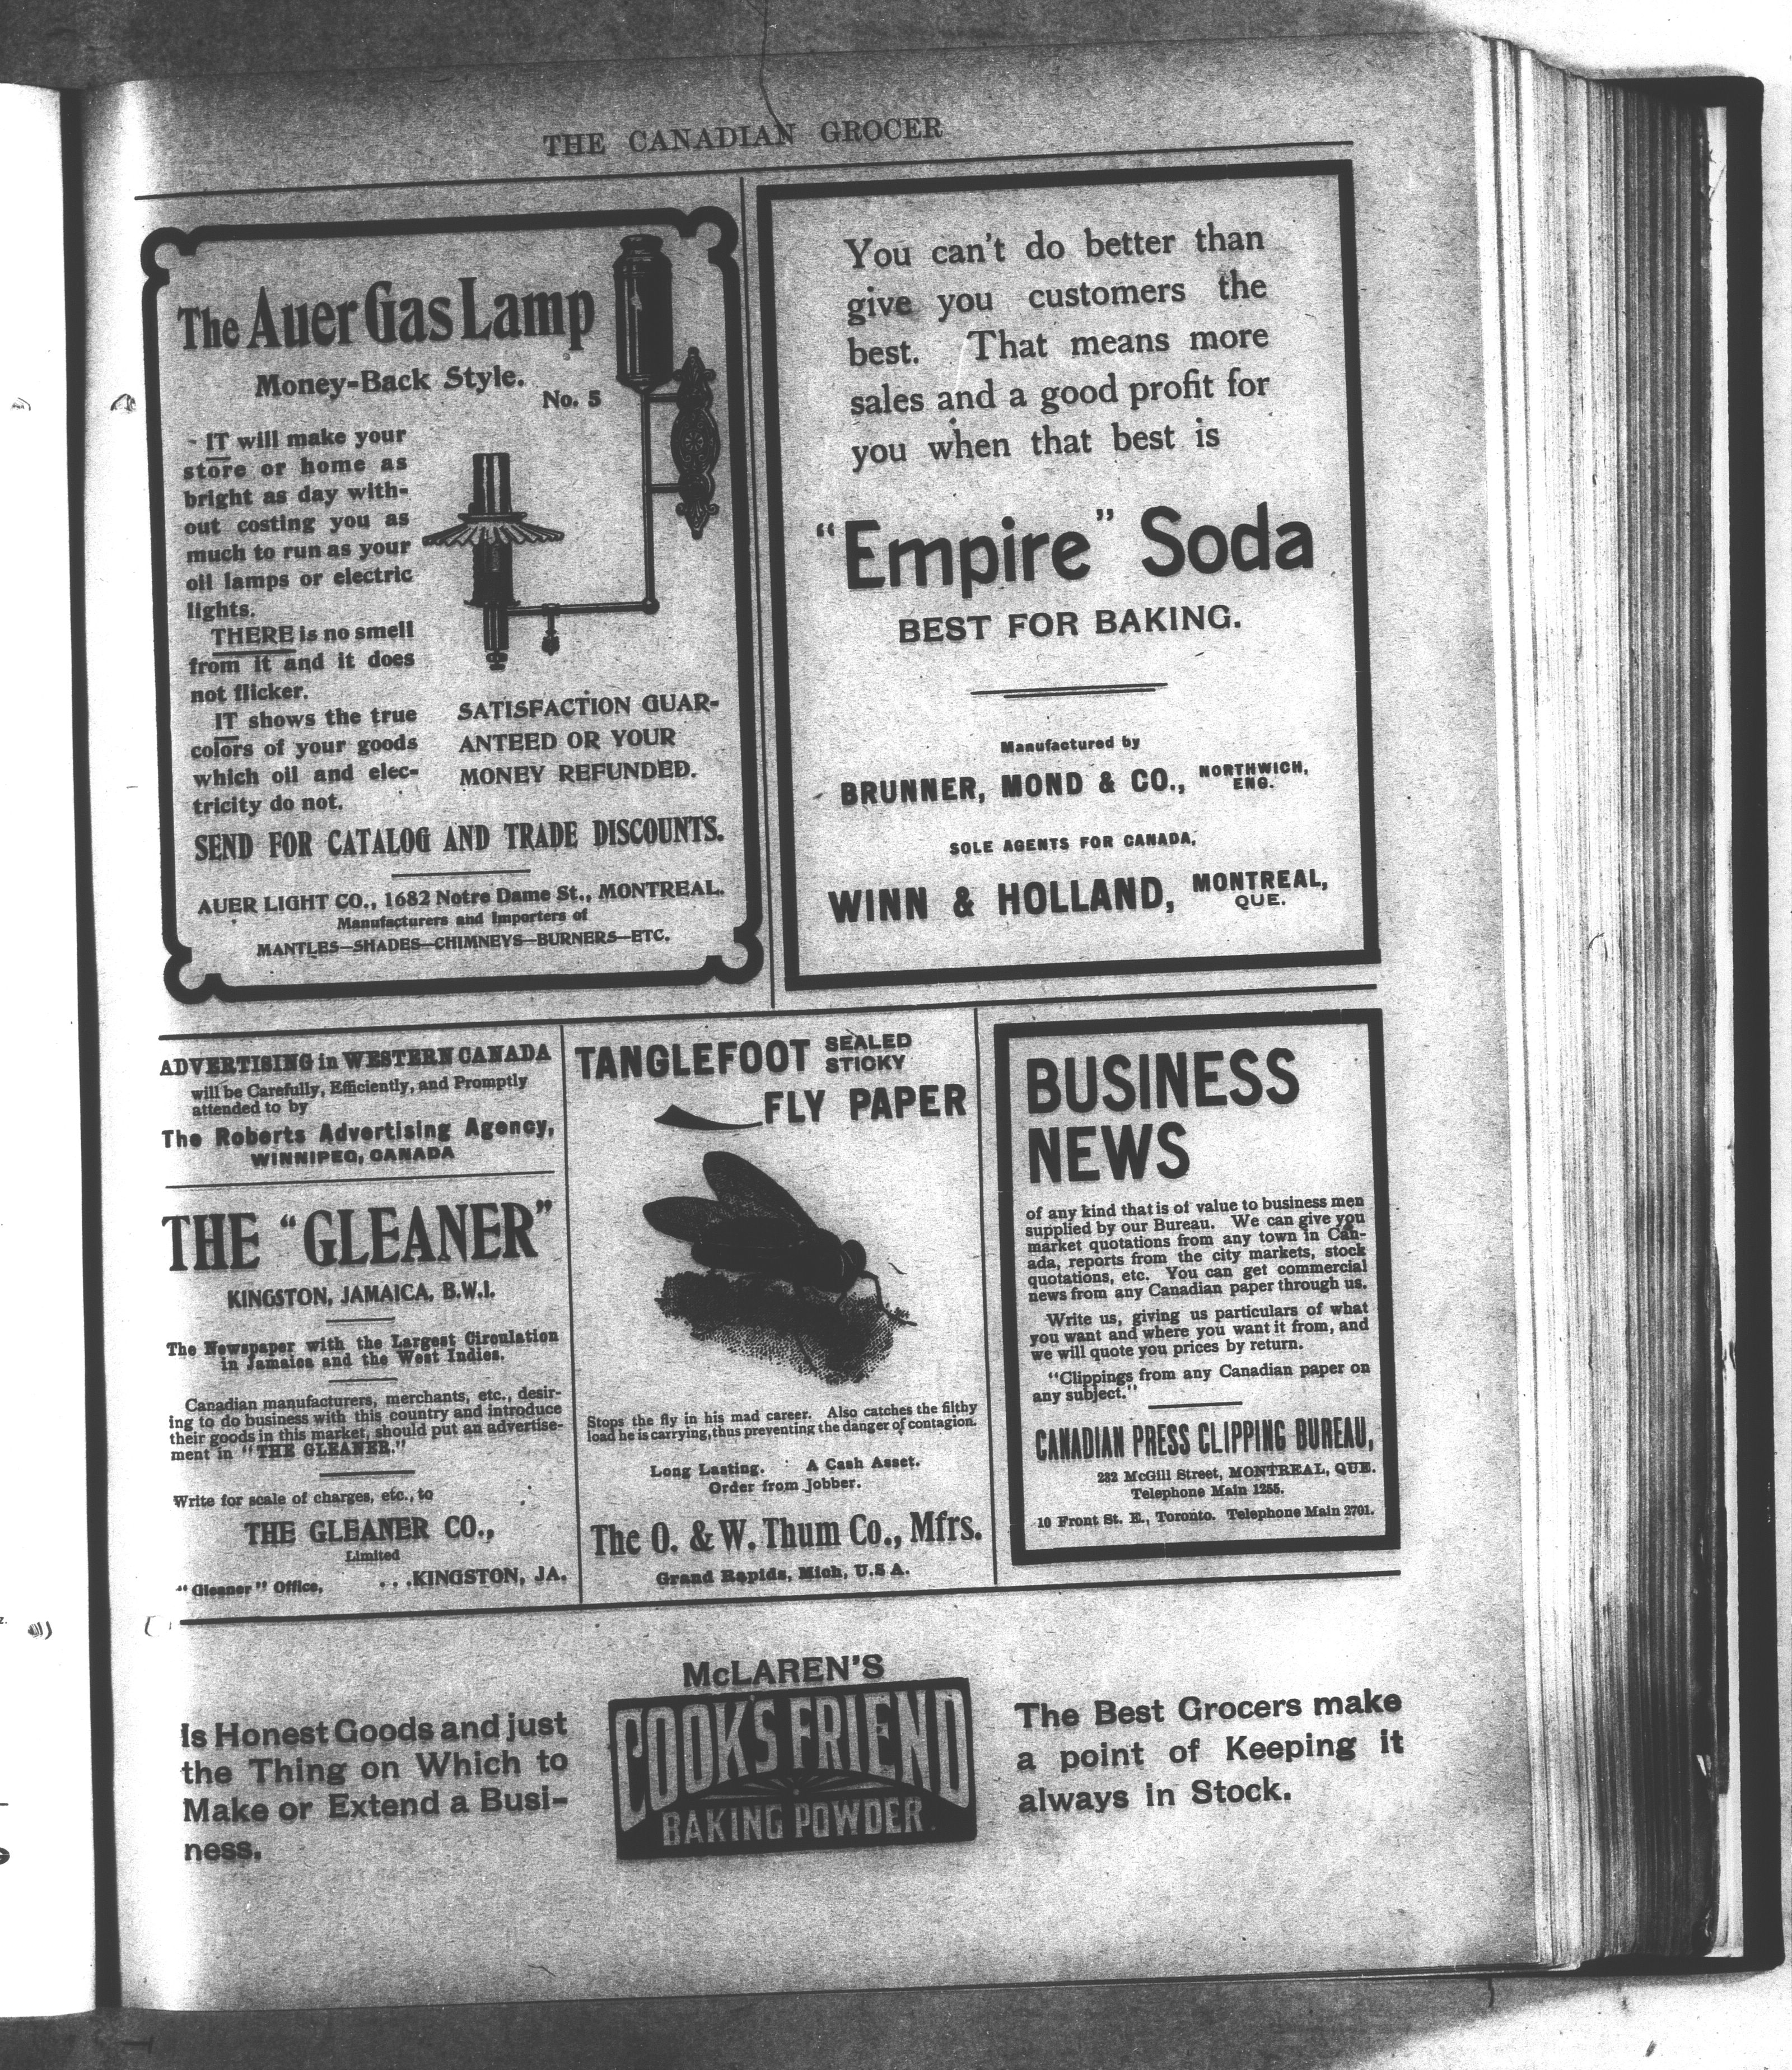 THE CANADIAN GROCER
The Auer Gas Lamp
Money-Back Style.
No. 5
IT will make your
store or home as
bright as day with-
out costing you as
much to run as your
oil lamps or electric
lights.
THERE is no smell
from it and it does
not flicker.
IT shows the true
colors of your goods
which oil and elec-
tricity do not.
SATISFACTION GUAR-
ANTEED OR YOUR
MONEY REFUNDED.
SEND FOR CATALOG AND TRADE DISCOUNTS.
AUER LIGHT CO., 1682 Notre Dame St., MONTREAL.
Manufacturers and Importers of
MANTLES—SHADES—CHIMNEYS—BURNERS—ETC.
You can't do better than
give you customers the
best. That means more
sales and a good profit for
you when that best is
"Empire" Soda
BEST FOR BAKING.
Manufactured by
BRUNNER, MOND & CO., NORTHWICH, ENG.
SOLE AGENTS FOR CANADA,
WINN & HOLLAND, MONTREAL, QUE.
ADVERTISING in WESTERN CANADA
will be Carefully, Efficiently, and Promptly
attended to by
The Roberts Advertising Agency,
WINNIPEG, CANADA
THE "GLEANER"
KINGSTON, JAMAICA, B.W.I.
The Newspaper with the Largest Circulation
in Jamaica and the West Indies.
Canadian manufacturers, merchants, etc., desir-
ing to do business with this country and introduce
their goods in this market, should put an advertise-
ment in "THE GLEANER."
Write for scale of charges, etc., to
THE GLEANER CO.,
Limited
"Gleaner" Office, . . .KINGSTON, JA.
TANGLEFOOT SEALED STICKY
FLY PAPER
Stops the fly in his mad career. Also catches the filthy
load he is carrying, thus preventing the danger of contagion.
Long Lasting. A Cash Asset.
Order from Jobber.
The O. & W. Thum Co., Mfrs.
Grand Rapids, Mich, U.S A.
BUSINESS
NEWS
of any kind that is of value to business men
supplied by our Bureau. We can give you
market quotations from any town in Can-
ada, reports from the city markets, stock
quotations, etc. You can get commercial
news from any Canadian paper through us.
Write us, giving us particulars of what
you want and where you want it from, and
we will quote you prices by return.
"Clippings from any Canadian paper on
any subject."
CANADIAN PRESS CLIPPING BUREAU,
232 McGill Street, MONTREAL, QUE.
Telephone Main 1255.
10 Front St. E., Toronto. Telephone Main 2701.
Is Honest Goods and just
the Thing on Which to
Make or Extend a Busi-
ness.
McLAREN'S
COOK'S FRIEND
BAKING POWDER
The Best Grocers make
a point of Keeping it
always in Stock.